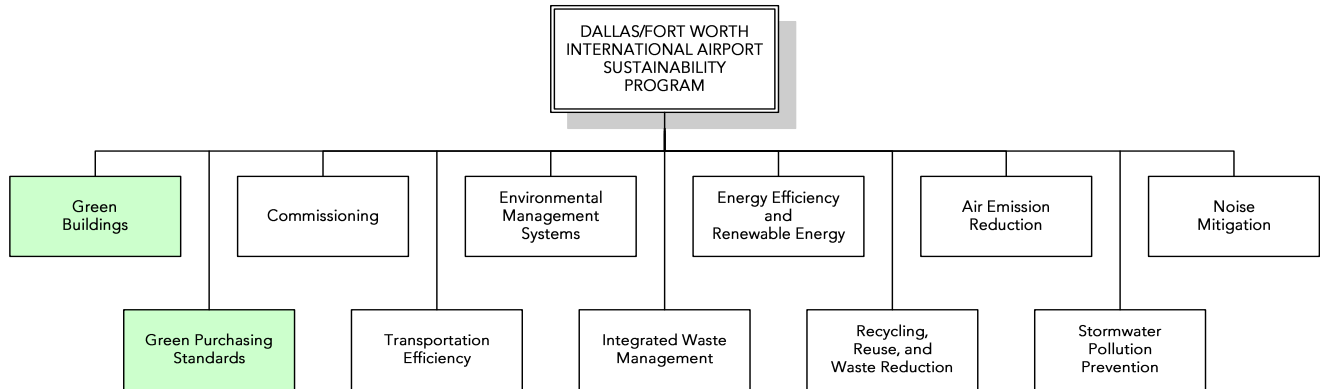 DALLAS/FORT WORTH
INTERNATIONAL AIRPORT
SUSTAINABILITY
PROGRAM
Green
Buildings
Commissioning
Environmental
Management
Systems
Energy Efficiency
and
Renewable Energy
Air Emission
Reduction
Noise
Mitigation
Green Purchasing
Standards
Transportation
Efficiency
Integrated Waste
Management
Recycling,
Reuse, and
Waste Reduction
Stormwater
Pollution
Prevention